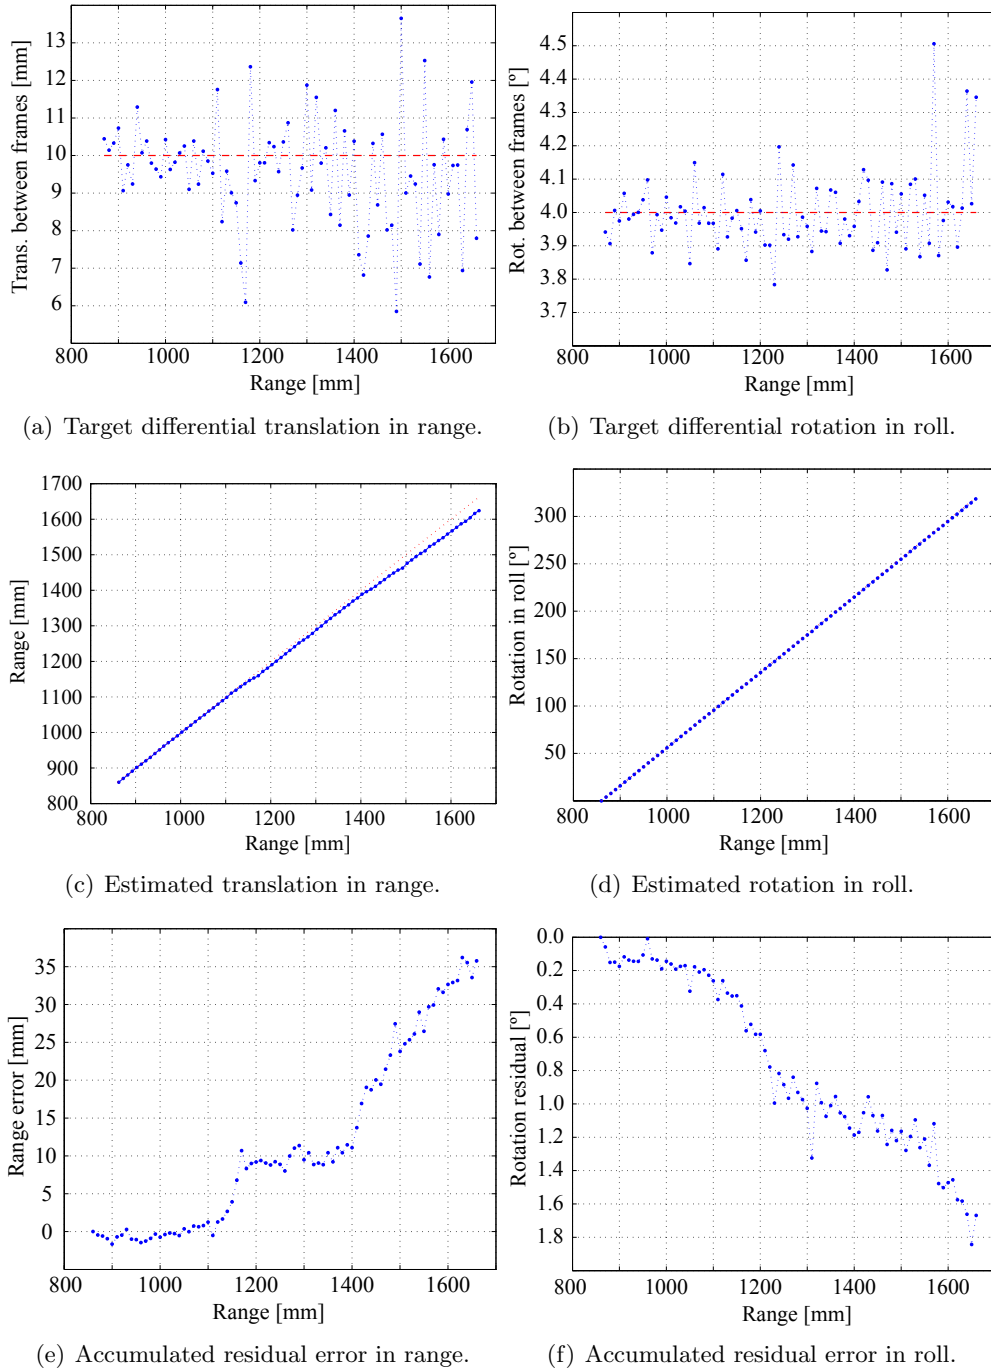 13
12
11
10
9
8
7
6
800 1000 1200 1400 1600
Trans. between frames [mm]
Range [mm]
(a) Target differential translation in range.
4.5
4.4
4.3
4.2
4.1
4.0
3.9
3.8
3.7
800 1000 1200 1400 1600
Rot. between frames [º]
Range [mm]
(b) Target differential rotation in roll.
1700
1600
1500
1400
1300
1200
1100
1000
900
800
800 1000 1200 1400 1600
Range [mm]
Range [mm]
(c) Estimated translation in range.
300
250
200
150
100
50
800 1000 1200 1400 1600
Rotation in roll [º]
Range [mm]
(d) Estimated rotation in roll.
35
30
25
20
15
10
5
0
800 1000 1200 1400 1600
Range error [mm]
Range [mm]
(e) Accumulated residual error in range.
0.0
0.2
0.4
0.6
0.8
1.0
1.2
1.4
1.6
1.8
800 1000 1200 1400 1600
Rotation residual [º]
Range [mm]
(f) Accumulated residual error in roll.